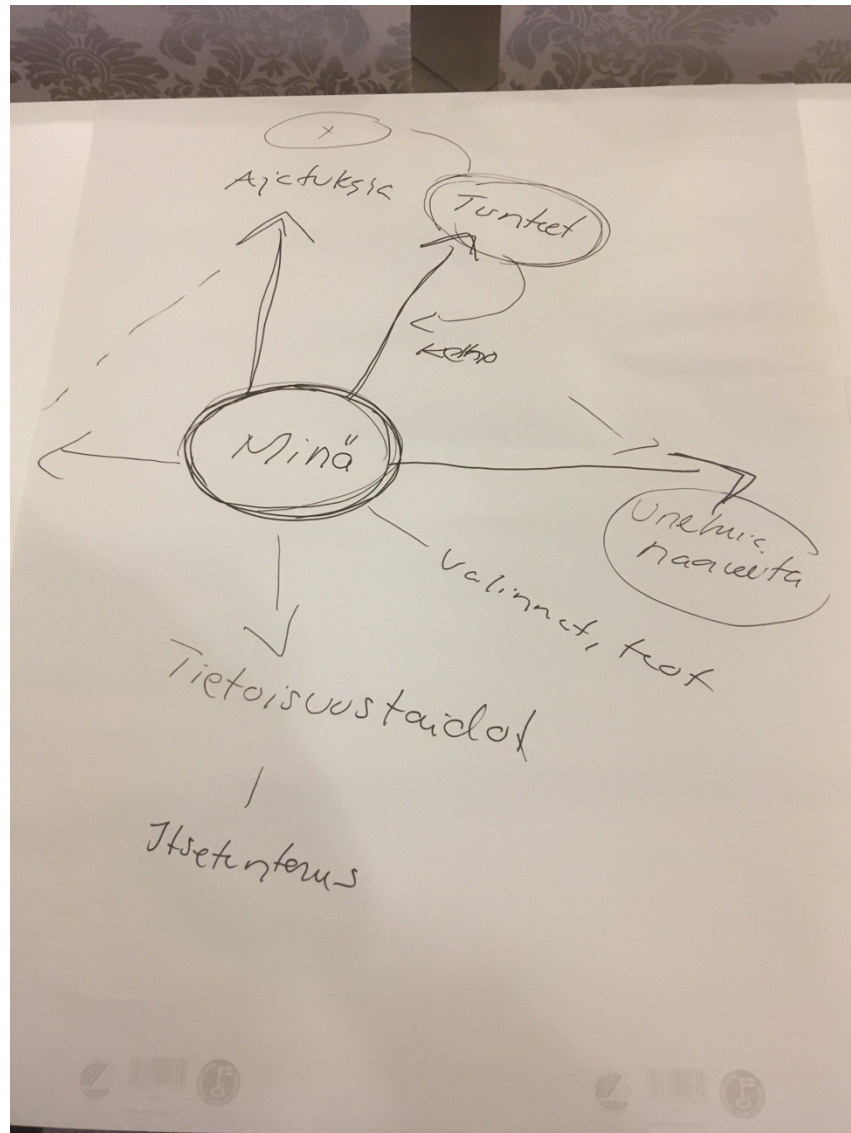 x
Ajatuksia
Tunteet
Keho
Minä
Unelmia
haaveita
Valinnat, teot
Tietoisuustaidot
Itsetuntemus